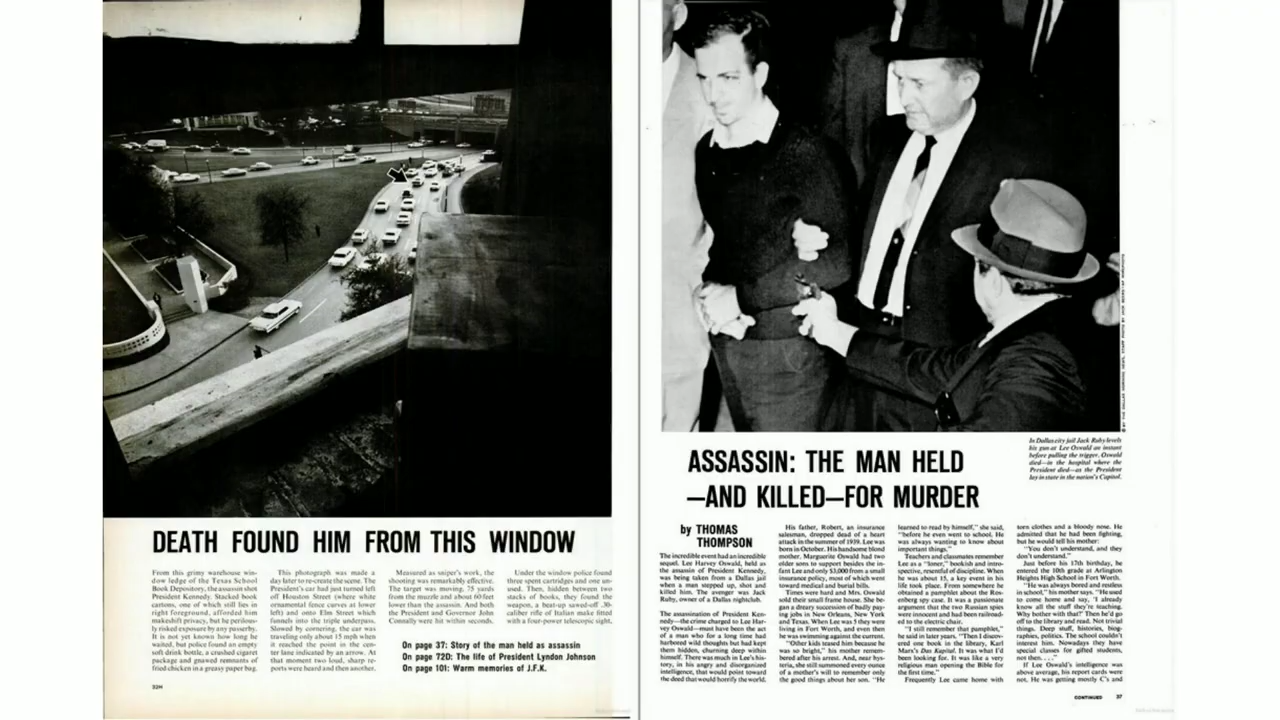 DEATH FOUND HIM FROM THIS WINDOW
From this grimy warehouse win-
dow ledge of the Texas School
Book Depository, the assassin shot
President Kennedy. Stacked book
cartons, one of which still lies in
right foreground, afforded him
makeshift privacy, but he perilous-
ly risked exposure by any passerby.
It is not yet known how long he
waited, but police found an empty
soft drink bottle, a crushed cigaret
package and gnawed remnants of
fried chicken in a greasy paper bag.
This photograph was made a
day later to re-create the scene. The
President's car had just turned left
off Houston Street (where white
ornamental fence curves at lower
left) and onto Elm Street which
funnels into the triple underpass.
Slowed by cornering, the car was
traveling only about 15 mph when
it reached the point in the cen-
ter lane indicated by an arrow. At
that moment two loud, sharp re-
ports were heard and then another.
Measured as sniper's work, the
shooting was remarkably effective.
The target was moving, 75 yards
from the muzzle and about 60 feet
lower than the assassin. And both
the President and Governor John
Connally were hit within seconds.
Under the window police found
three spent cartridges and one un-
used. Then, hidden between two
stacks of books, they found the
weapon, a beat-up sawed-off .30-
caliber rifle of Italian make fitted
with a four-power telescopic sight.
On page 37: Story of the man held as assassin
On page 72D: The life of President Lyndon Johnson
On page 101: Warm memories of J.F.K.
32H
In Dallas city jail Jack Ruby levels
his gun at Lee Oswald an instant
before pulling the trigger. Oswald
died—in the hospital where the
President died—as the President
lay in state in the nation's Capitol.
ASSASSIN: THE MAN HELD
—AND KILLED—FOR MURDER
by THOMAS
THOMPSON
The incredible event had an incredible
sequel. Lee Harvey Oswald, held as
the assassin of President Kennedy,
was being taken from a Dallas jail
when a man stepped up, shot and
killed him. The avenger was Jack
Ruby, owner of a Dallas nightclub.
The assassination of President Ken-
nedy—the crime charged to Lee Har-
vey Oswald—must have been the act
of a man who for a long time had
harbored wild thoughts but had kept
them hidden, churning deep within
himself. There was much in Lee's his-
tory, in his angry and disorganized
intelligence, that would point toward
the deed that would horrify the world.
His father, Robert, an insurance
salesman, dropped dead of a heart
attack in the summer of 1939. Lee was
born in October. His handsome blond
mother, Marguerite Oswald had two
older sons to support besides the in-
fant Lee and only $3,000 from a small
insurance policy, most of which went
toward medical and burial bills.
Times were hard and Mrs. Oswald
sold their small frame house. She be-
gan a dreary succession of badly pay-
ing jobs in New Orleans, New York
and Texas. When Lee was 5 they were
living in Fort Worth, and even then
he was swimming against the current.
"Other kids teased him because he
was so bright," his mother remem-
bered after his arrest. And, near hys-
teria, she still summoned every ounce
of a mother's will to remember only
the good things about her son. "He
learned to read by himself," she said,
"before he even went to school. He
was always wanting to know about
important things."
Teachers and classmates remember
Lee as a "loner," bookish and intro-
spective, resentful of discipline. When
he was about 15, a key event in his
life took place. From somewhere he
obtained a pamphlet about the Ros-
enberg spy case. It was a passionate
argument that the two Russian spies
were innocent and had been railroad-
ed to the electric chair.
"I still remember that pamphlet,"
he said in later years. "Then I discov-
ered one book in the library, Karl
Marx's Das Kapital. It was what I'd
been looking for. It was like a very
religious man opening the Bible for
the first time."
Frequently Lee came home with
torn clothes and a bloody nose. He
admitted that he had been fighting,
but he would tell his mother:
"You don't understand, and they
don't understand."
Just before his 17th birthday, he
entered the 10th grade at Arlington
Heights High School in Fort Worth.
"He was always bored and restless
in school," his mother says, "He used
to come home and say, 'I already
know all the stuff they're teaching.
Why bother with that?' Then he'd go
off to the library and read. Not trivial
things. Deep stuff, histories, biog-
raphies, politics. The school couldn't
interest him. Nowadays they have
special classes for gifted students,
not then. . . ."
If Lee Oswald's intelligence was
above average, his report cards were
not. He was getting mostly C's and
CONTINUED 37